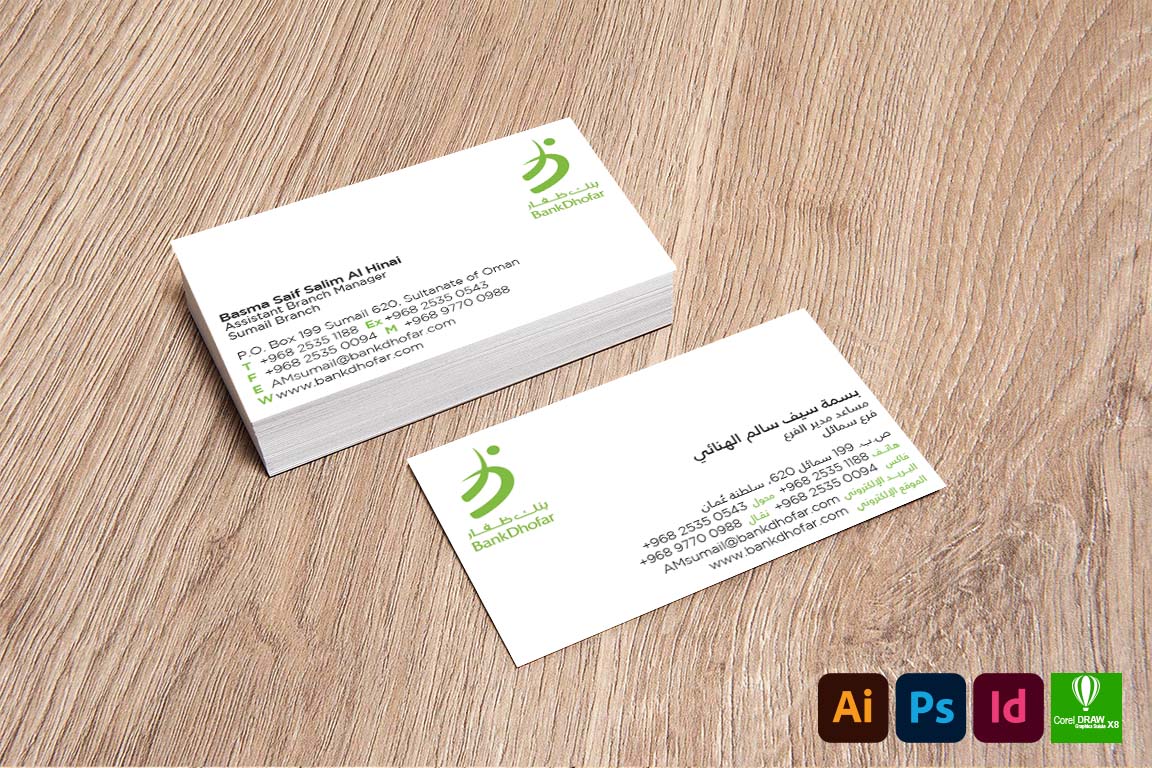 بنك ظفار
BankDhofar
Basma Saif Salim Al Hinai
Assistant Branch Manager
Sumail Branch
P.O. Box 199 Sumail 620, Sultanate of Oman
T +968 2535 1188 Ex +968 2535 0543
F +968 2535 0094 M +968 9770 0988
E AMsumail@bankdhofar.com
W www.bankdhofar.com
بنك ظفار
BankDhofar
بسمة سيف سالم الهنائي
مساعد مدير الفرع
فرع سمائل
ص.ب. 199 سمائل 620، سلطنة عُمان
هاتف 1188 2535 968+ محول 0543 2535 968+
فاكس 0094 2535 968+ نقال 0988 9770 968+
البريد الإلكتروني AMsumail@bankdhofar.com
الموقع الإلكتروني www.bankdhofar.com
Ai
Ps
Id
Corel DRAW
Graphics Suite X8